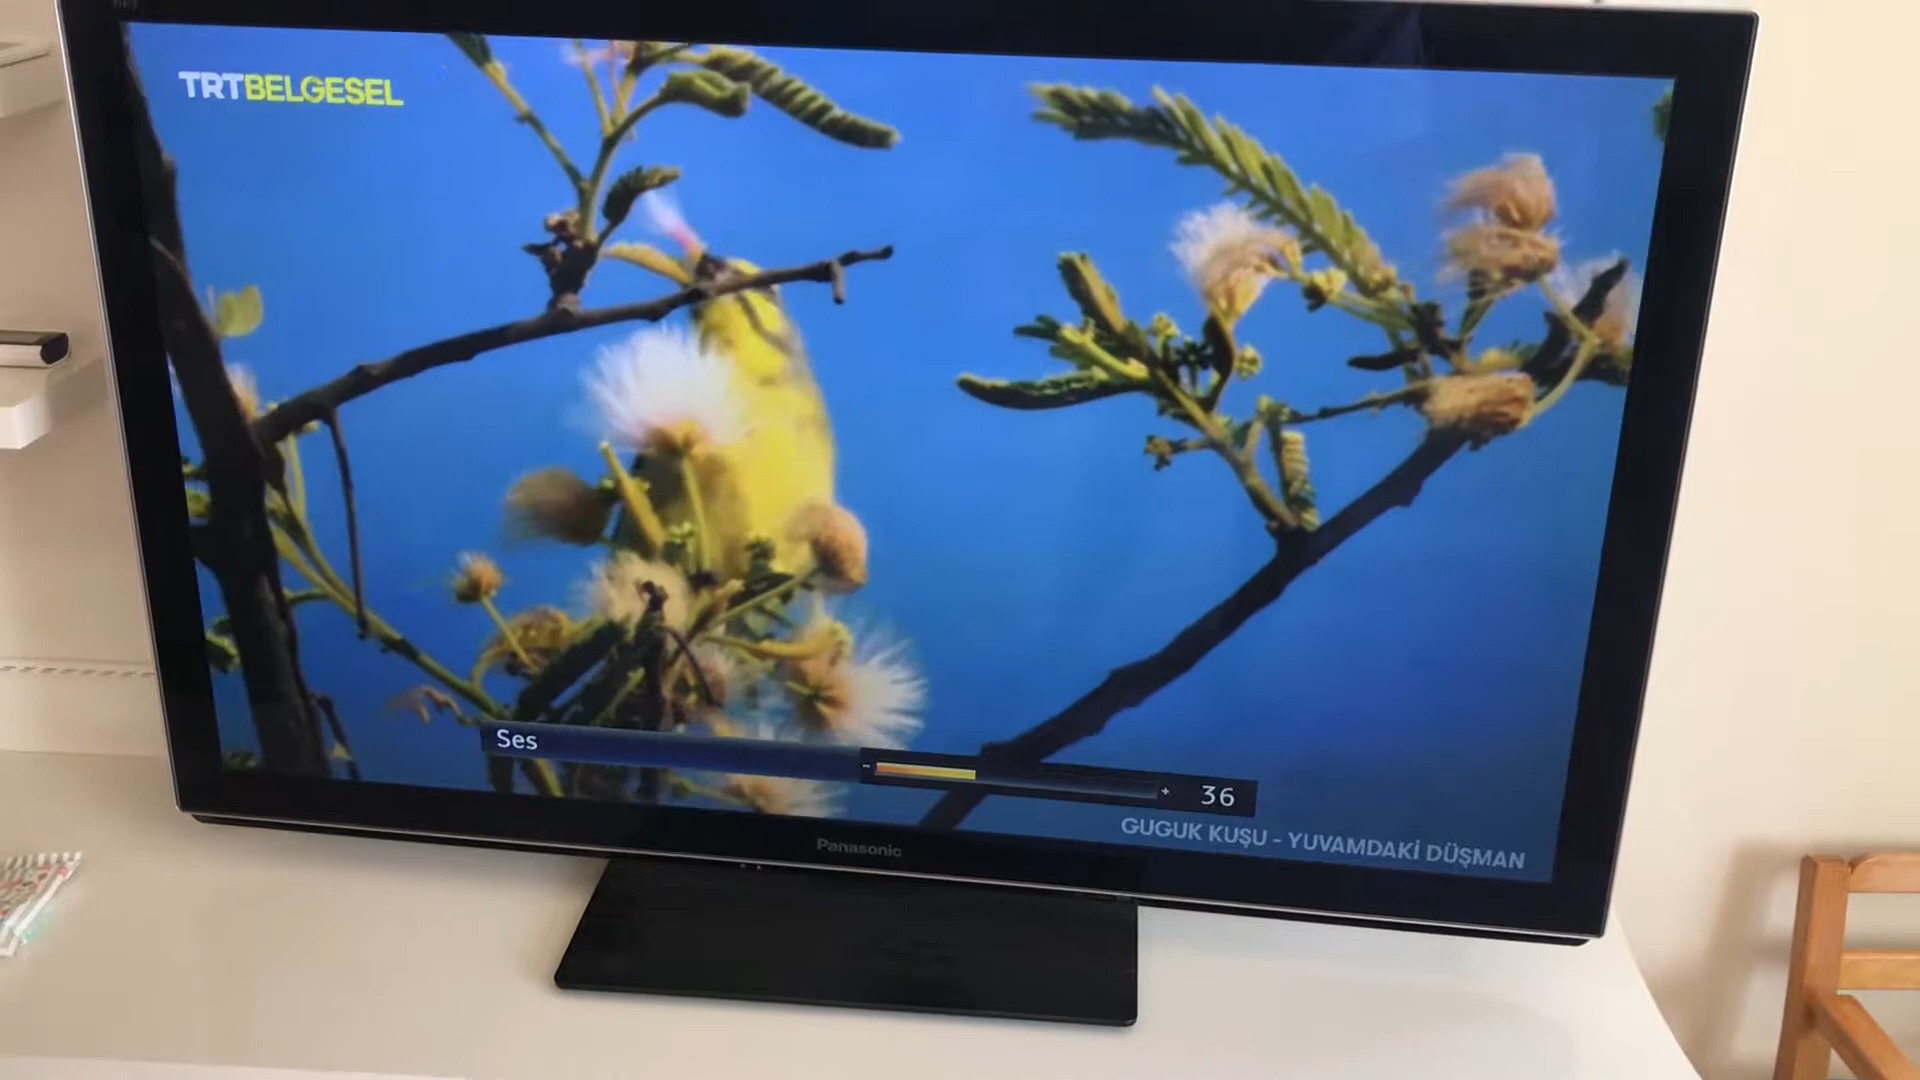 TRTBELGESEL
Ses
- + 36
GUGUK KUŞU - YUVAMDAKİ DÜŞMAN
Panasonic